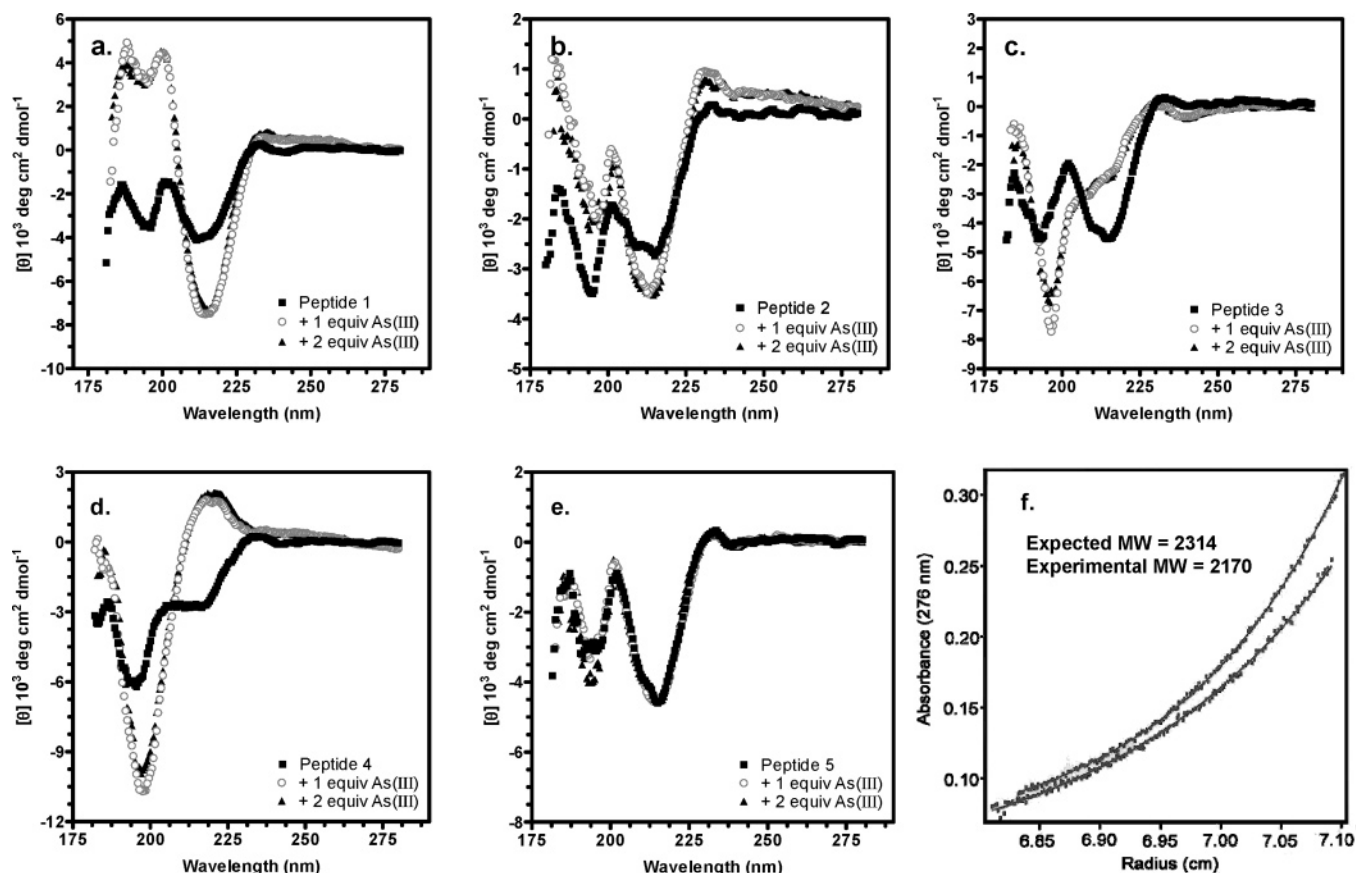 a.
6
4
2
0
-2
-4
-6
-8
-10
[θ] 10³ deg cm² dmol⁻¹
Peptide 1
+ 1 equiv As(III)
+ 2 equiv As(III)
175 200 225 250 275
Wavelength (nm)
b.
2
1
0
-1
-2
-3
-4
-5
[θ] 10³ deg cm² dmol⁻¹
Peptide 2
+ 1 equiv As(III)
+ 2 equiv As(III)
175 200 225 250 275
Wavelength (nm)
c.
3
2
1
0
-1
-2
-3
-4
-5
-6
-7
-8
-9
[θ] 10³ deg cm² dmol⁻¹
Peptide 3
+ 1 equiv As(III)
+ 2 equiv As(III)
175 200 225 250 275
Wavelength (nm)
d.
3
0
-3
-6
-9
-12
[θ] 10³ deg cm² dmol⁻¹
Peptide 4
+ 1 equiv As(III)
+ 2 equiv As(III)
175 200 225 250 275
Wavelength (nm)
e.
2
0
-2
-4
-6
-8
[θ] 10³ deg cm² dmol⁻¹
Peptide 5
+ 1 equiv As(III)
+ 2 equiv As(III)
175 200 225 250 275
Wavelength (nm)
f.
Expected MW = 2314
Experimental MW = 2170
0.30
0.25
0.20
0.15
0.10
Absorbance (276 nm)
6.85 6.90 6.95 7.00 7.05 7.10
Radius (cm)